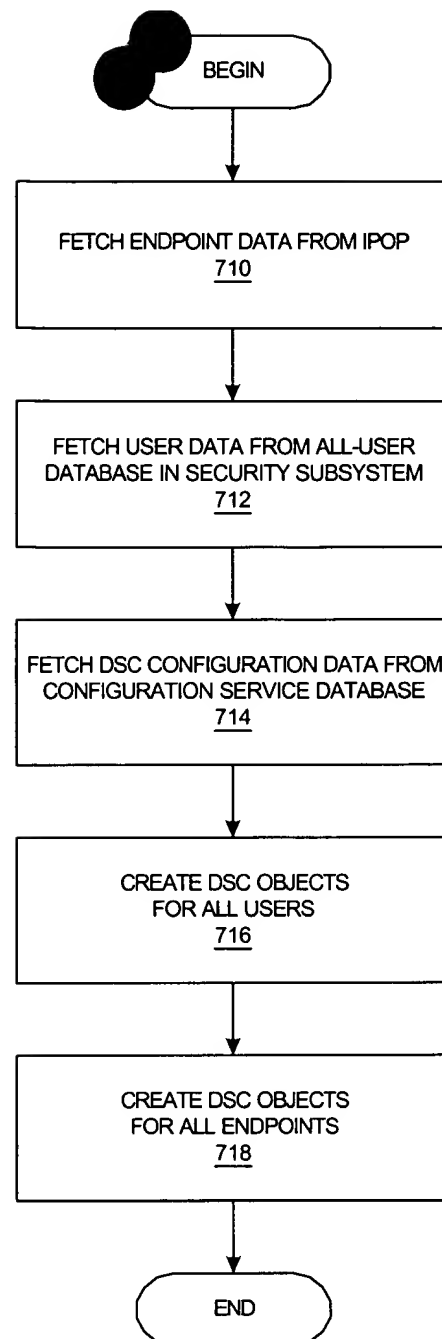 BEGIN
FETCH ENDPOINT DATA FROM IPOP
710
FETCH USER DATA FROM ALL-USER
DATABASE IN SECURITY SUBSYSTEM
712
FETCH DSC CONFIGURATION DATA FROM
CONFIGURATION SERVICE DATABASE
714
CREATE DSC OBJECTS
FOR ALL USERS
716
CREATE DSC OBJECTS
FOR ALL ENDPOINTS
718
END